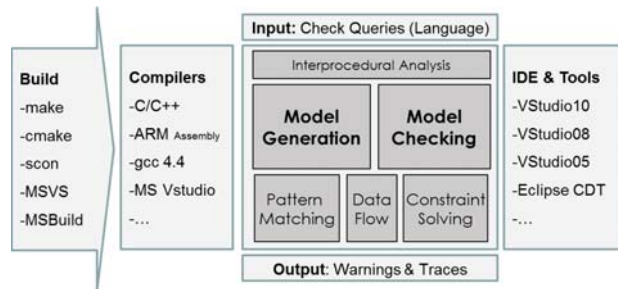 Input: Check Queries (Language)
Build
-make
-cmake
-scon
-MSVS
-MSBuild
Compilers
-C/C++
-ARM Assembly
-gcc 4.4
-MS Vstudio
-...
Interprocedural Analysis
Model
Generation
Model
Checking
Pattern
Matching
Data
Flow
Constraint
Solving
IDE & Tools
-VStudio10
-VStudio08
-VStudio05
-Eclipse CDT
-...
Output: Warnings & Traces